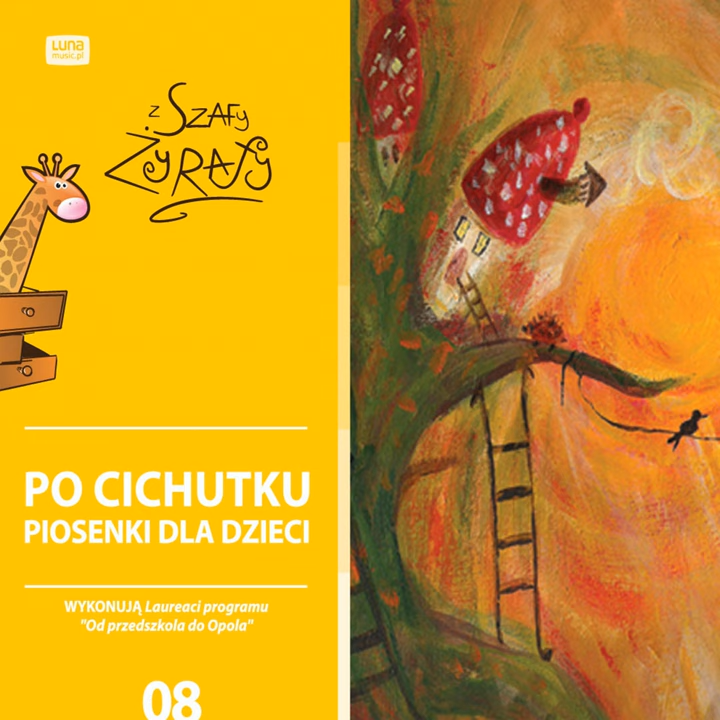 LUNA
music.pl
z SZAFy
ŻyRAfy
PO CICHUTKU
PIOSENKI DLA DZIECI
WYKONUJĄ Laureaci programu
"Od przedszkola do Opola"
08